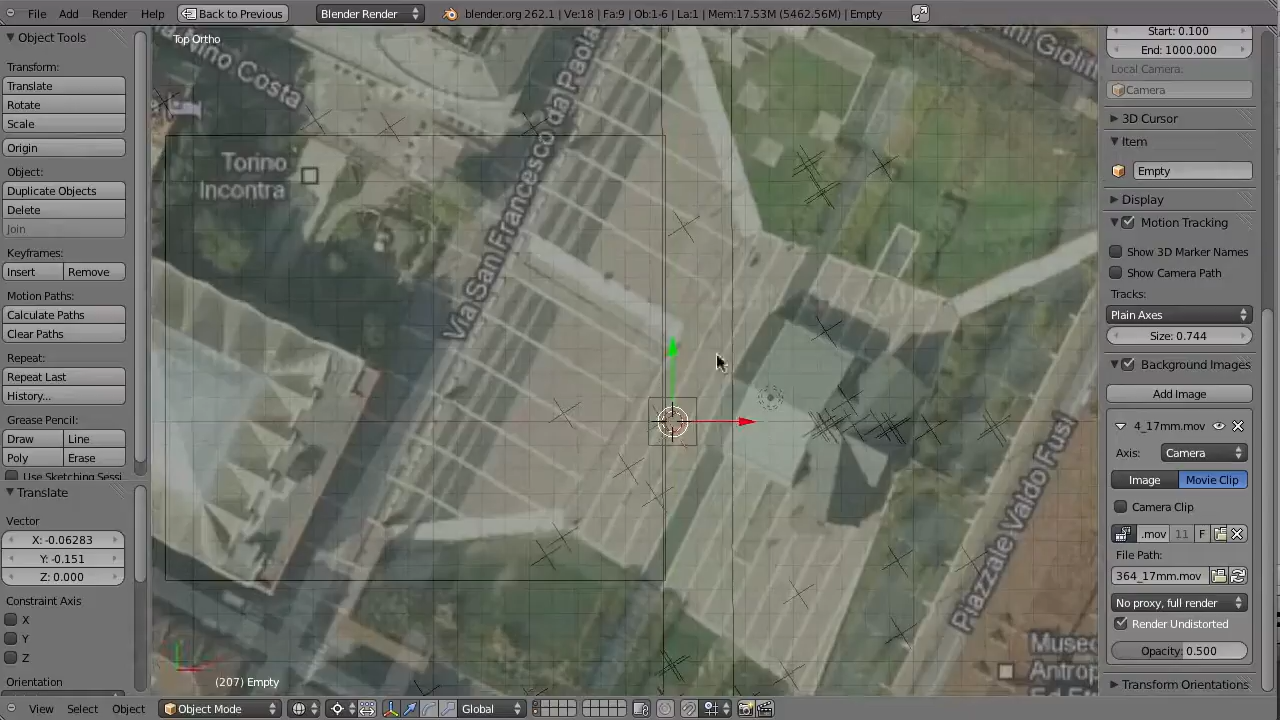 File Add Render Help Back to Previous Blender Render blender.org 262.1 | Ve:18 | Fa:9 | Ob:1-6 | La:1 | Mem:17.53M (5462.56M) | Empty
Object Tools
Transform:
Translate
Rotate
Scale
Origin
Object:
Duplicate Objects
Delete
Join
Keyframes:
Insert Remove
Motion Paths:
Calculate Paths
Clear Paths
Repeat:
Repeat Last
History...
Grease Pencil:
Draw Line
Poly Erase
Use Sketching Sessi
Translate
Vector
X: -0.06283
Y: -0.151
Z: 0.000
Constraint Axis
X
Y
Z
Orientation
Top Ortho
Costa
Torino
Incontra
Via San Francesco da Paola
Piazzale Valdo Fusi
Museo
Antrop
(207) Empty
Start: 0.100
End: 1000.000
Local Camera:
Camera
3D Cursor
Item
Empty
Display
Motion Tracking
Show 3D Marker Names
Show Camera Path
Tracks:
Plain Axes
Size: 0.744
Background Images
Add Image
4_17mm.mov
Axis: Camera
Image Movie Clip
Camera Clip
.mov 11 F
File Path:
364_17mm.mov
No proxy, full render
Render Undistorted
Opacity: 0.500
Transform Orientations
View Select Object Object Mode Global